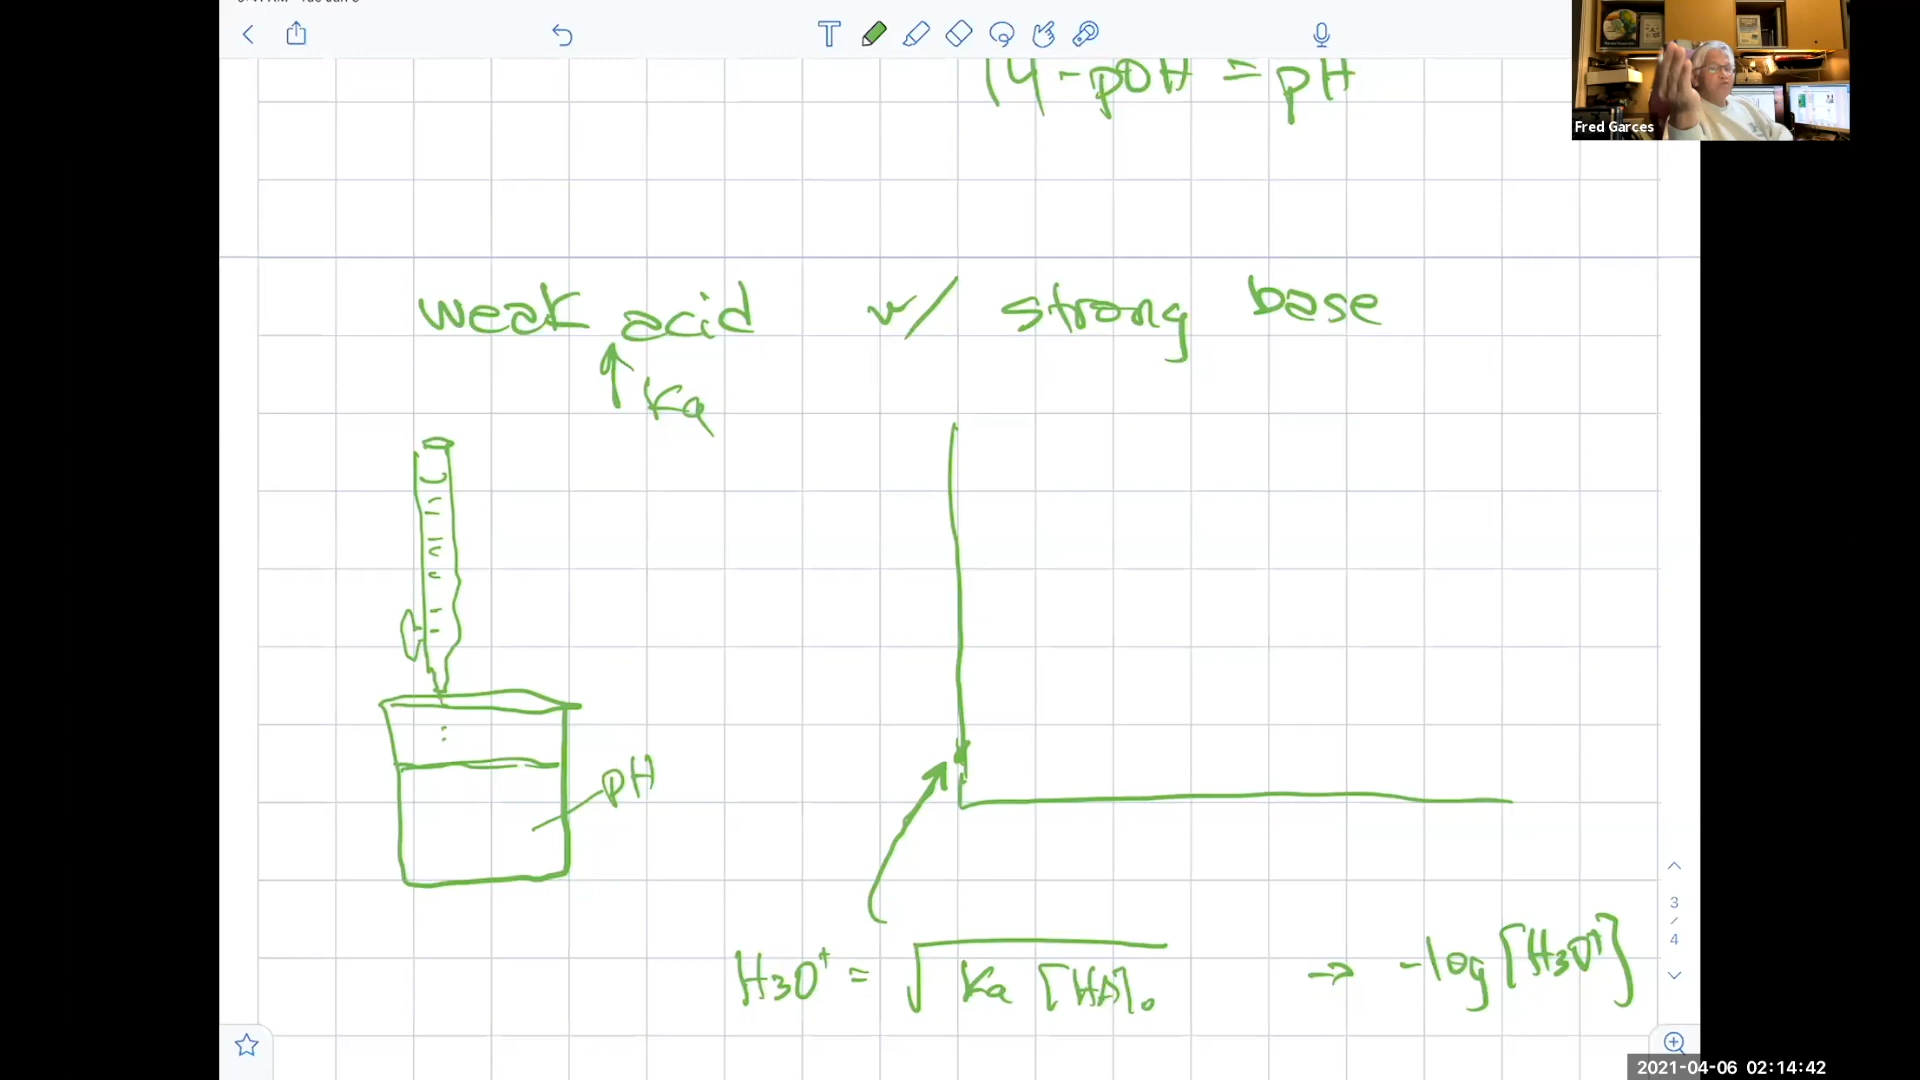 14 - pOH = pH
Fred Garces
weak acid w/ strong base
Ka
pH
3
/
4
H3O+ = √Ka [HA]o → -log [H3O+]
2021-04-06 02:14:42